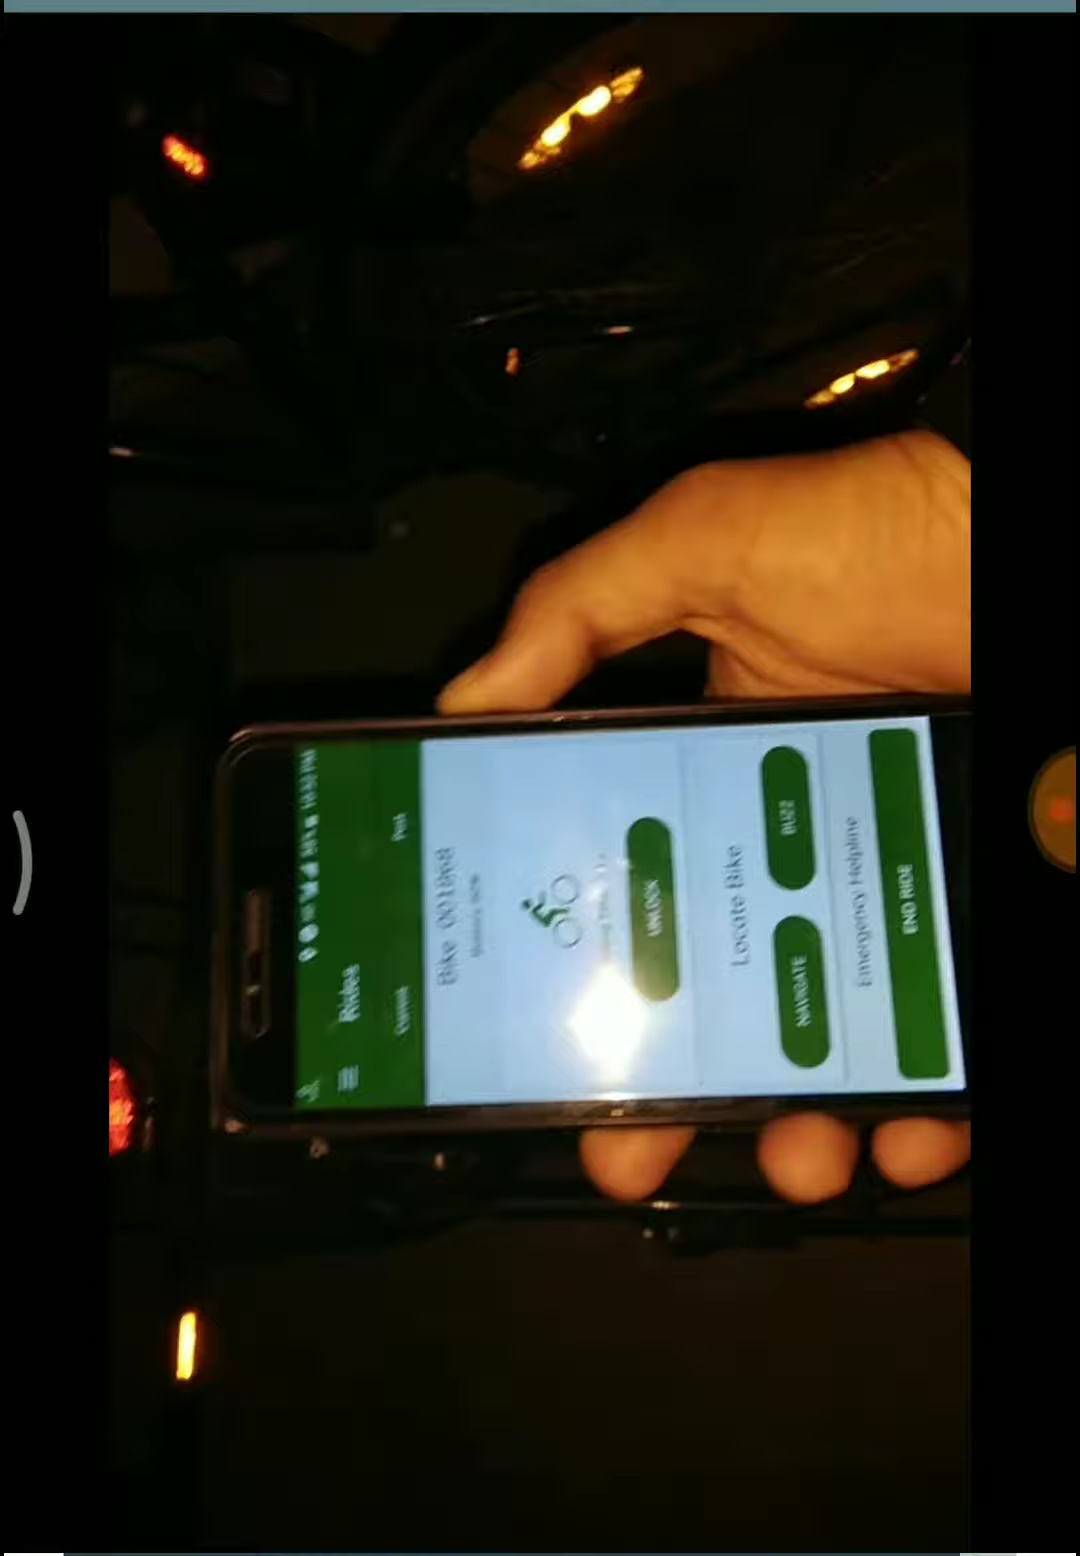 Rides
Current
Past
Bike 001868
UNLOCK
Locate Bike
NAVIGATE
BUZZ
Emergency Helpline
END RIDE